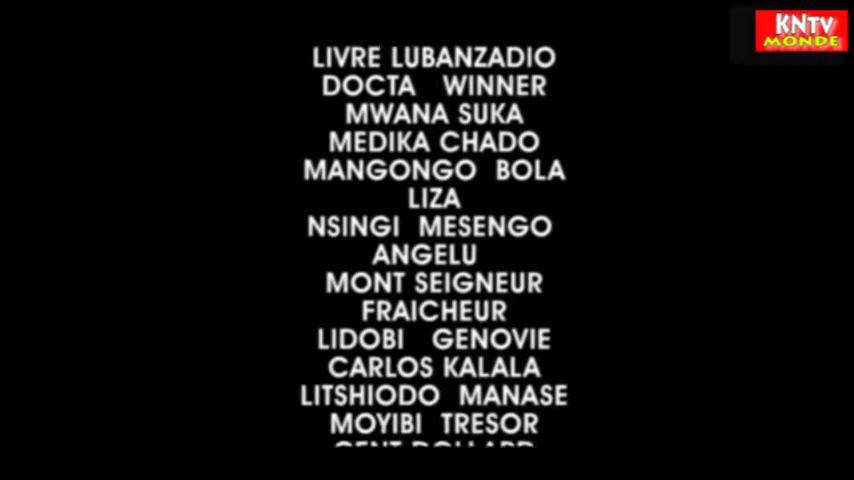 KNTV
MONDE
LIVRE LUBANZADIO
DOCTA WINNER
MWANA SUKA
MEDIKA CHADO
MANGONGO BOLA
LIZA
NSINGI MESENGO
ANGELU
MONT SEIGNEUR
FRAICHEUR
LIDOBI GENOVIE
CARLOS KALALA
LITSHIODO MANASE
MOYIBI TRESOR